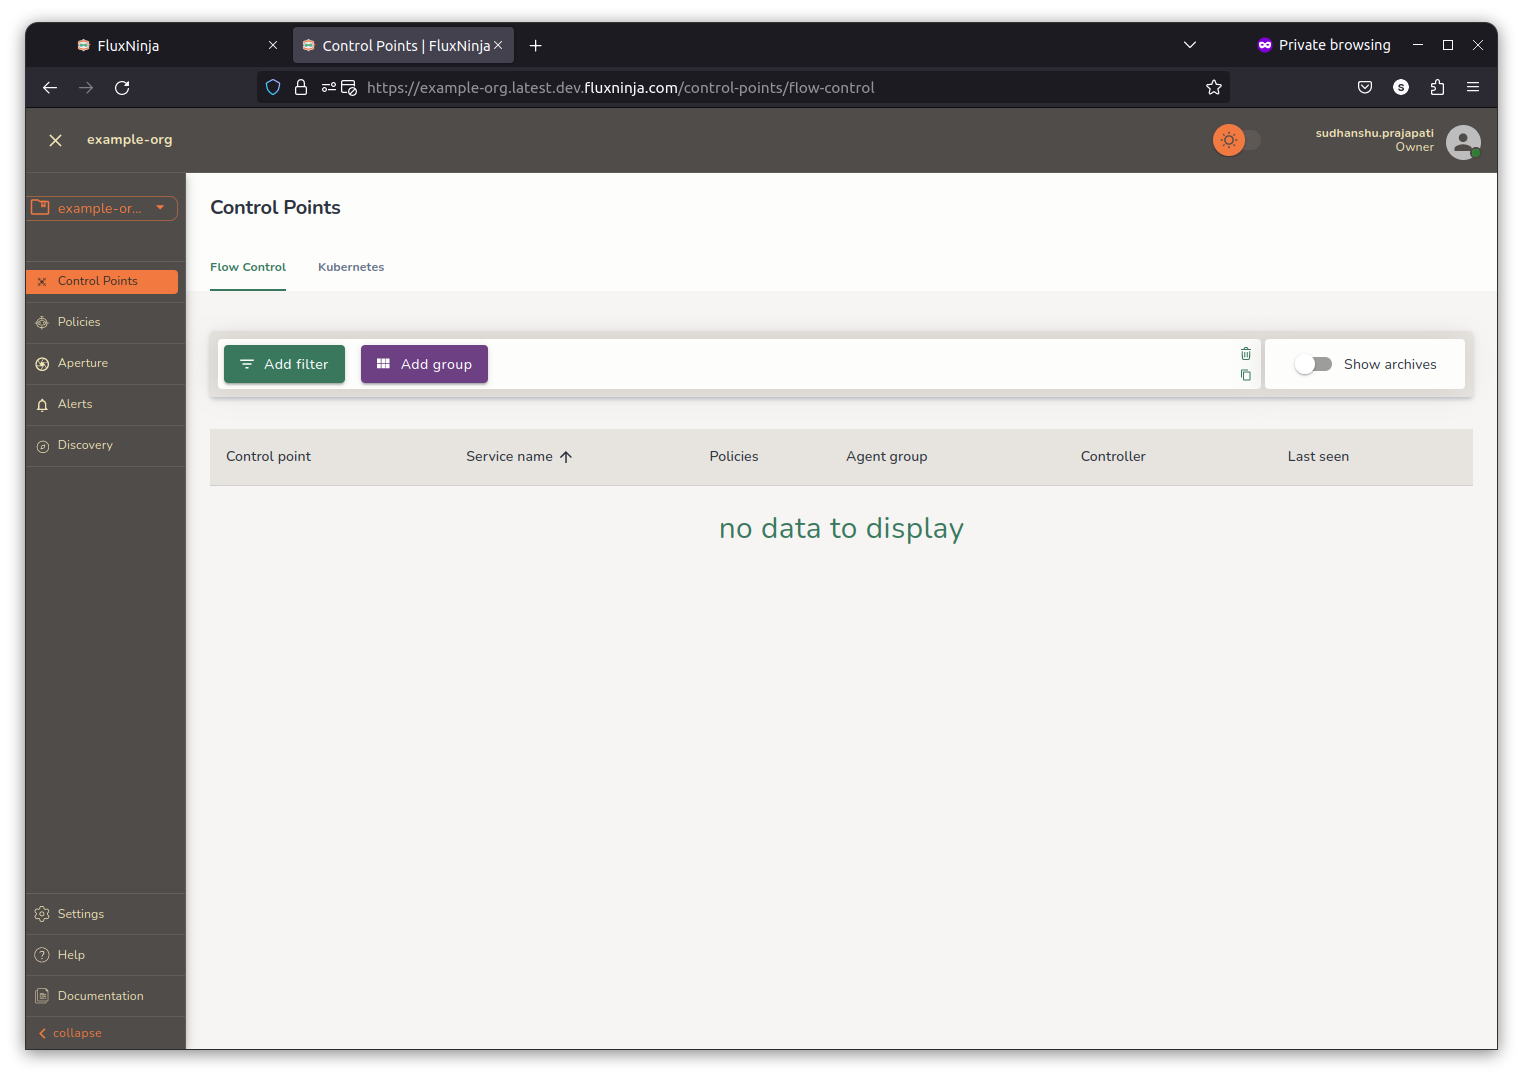 FluxNinja
Control Points | FluxNinja
Private browsing
https://example-org.latest.dev.fluxninja.com/control-points/flow-control
S
example-org
sudhanshu.prajapati
Owner
example-or...
Control Points
Policies
Aperture
Alerts
Discovery
Settings
Help
Documentation
collapse
Control Points
Flow Control Kubernetes
Add filter Add group Show archives
Control point Service name Policies Agent group Controller Last seen
no data to display